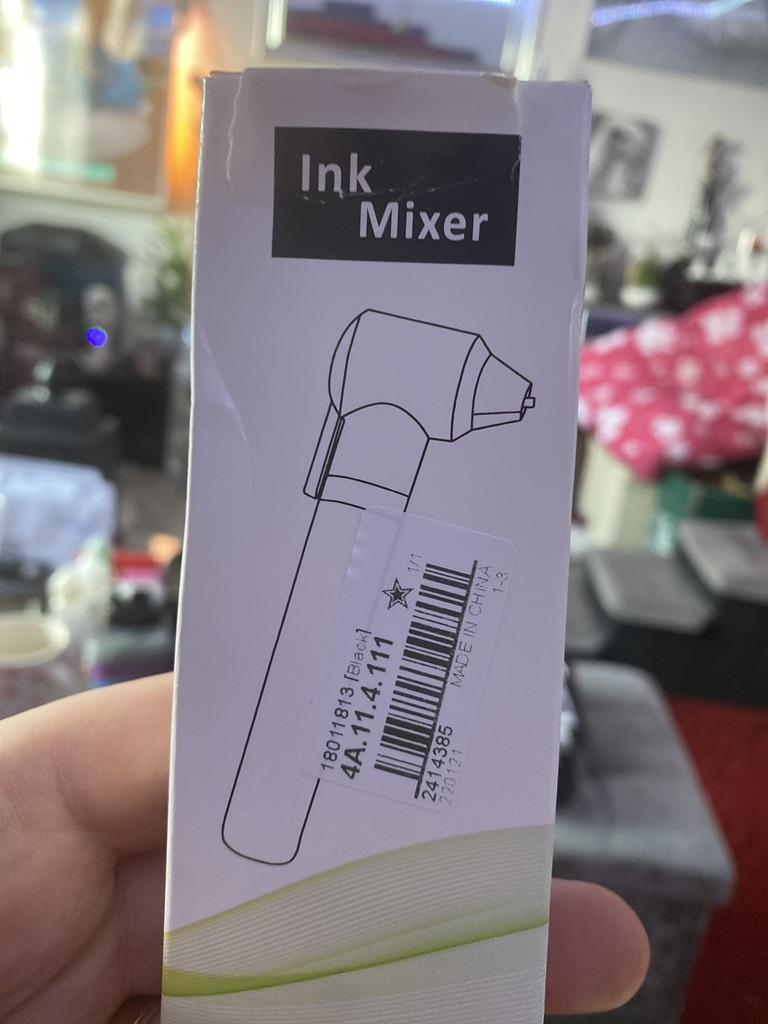 Ink
Mixer
18011813 [Black]
4A.11.4.111
1/1
2414385
220121
MADE IN CHINA
1-3